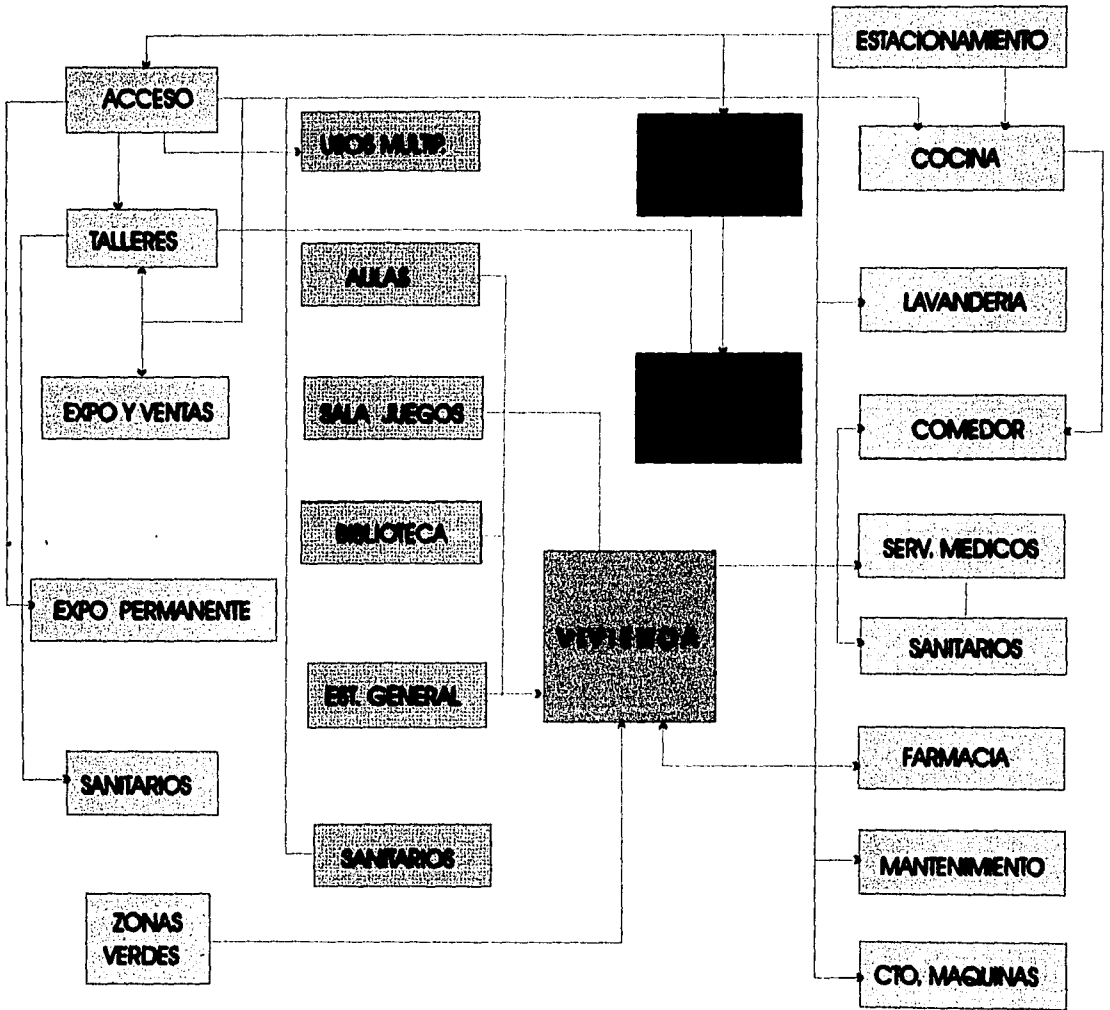 ESTACIONAMIENTO
ACCESO
USOS MULTIP.
COCINA
TALLERES
AULAS
LAVANDERIA
EXPO Y VENTAS
SALA JUEGOS
COMEDOR
BIBLIOTECA
SERV. MEDICOS
EXPO PERMANENTE
VIVIENDA
SANITARIOS
EST. GENERAL
FARMACIA
SANITARIOS
SANITARIOS
MANTENIMIENTO
ZONAS
VERDES
CTO. MAQUINAS